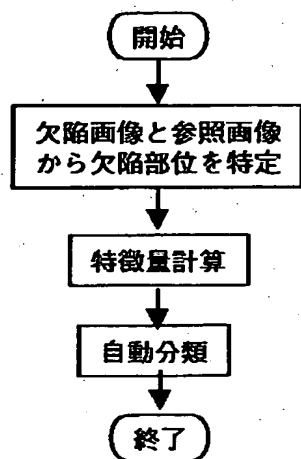 開始
欠陥画像と参照画像
から欠陥部位を特定
特徴量計算
自動分類
終了